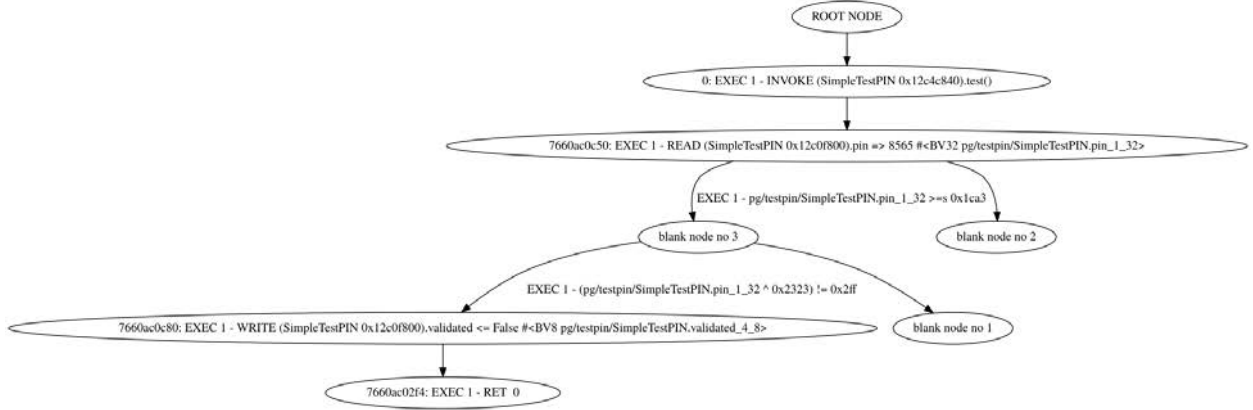 ROOT NODE
0: EXEC 1 - INVOKE (SimpleTestPIN 0x12c4c840).test()
7660ac0c50: EXEC 1 - READ (SimpleTestPIN 0x12c0f800).pin => 8565 #<BV32 pg/testpin/SimpleTestPIN.pin_1_32>
EXEC 1 - pg/testpin/SimpleTestPIN.pin_1_32 >=s 0x1ca3
blank node no 3
blank node no 2
EXEC 1 - (pg/testpin/SimpleTestPIN.pin_1_32 ^ 0x2323) != 0x2ff
7660ac0c80: EXEC 1 - WRITE (SimpleTestPIN 0x12c0f800).validated <= False #<BV8 pg/testpin/SimpleTestPIN.validated_4_8>
blank node no 1
7660ac02f4: EXEC 1 - RET 0